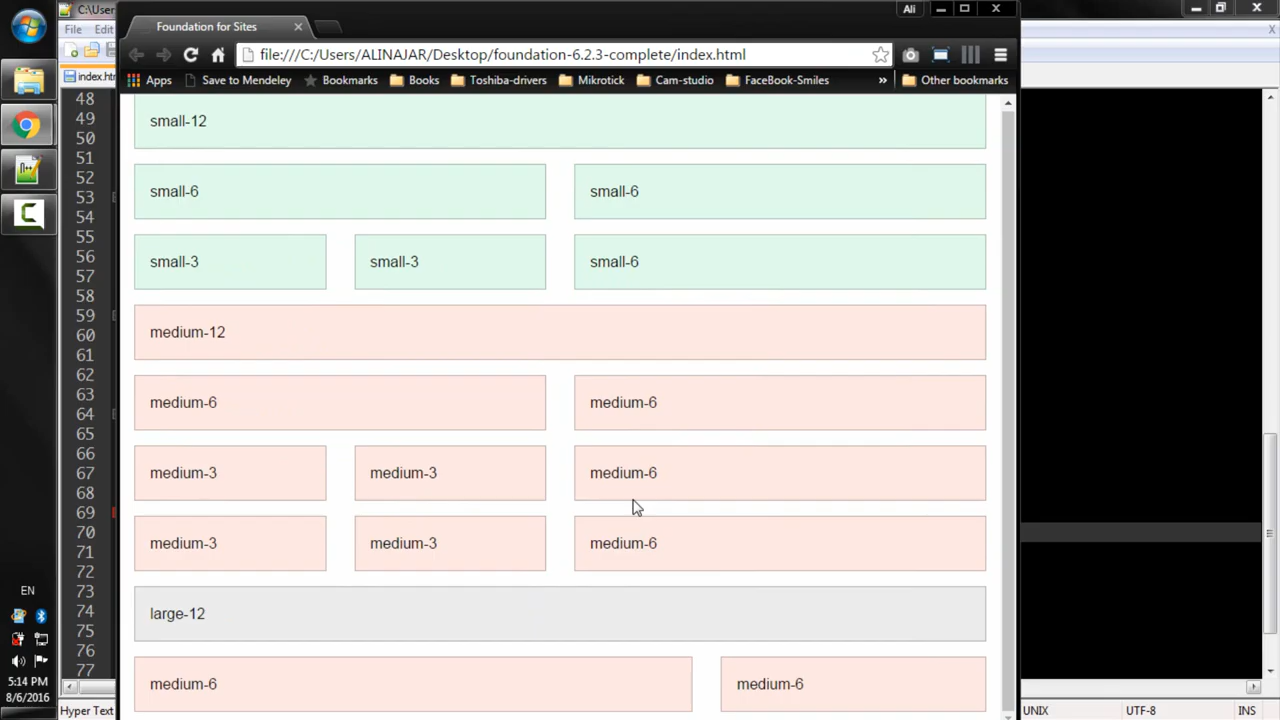 C:\User
Foundation for Sites
Ali
File Edit
file:///C:/Users/ALINAJAR/Desktop/foundation-6.2.3-complete/index.html
index.ht
Apps Save to Mendeley Bookmarks Books Toshiba Mikrotick Cam-studio FaceBook-Smiles » Other bookmarks
48
49
50
51
52
53
54
55
56
57
58
59
60
61
62
63
64
65
66
67
68
69
70
71
72
73
74
75
76
77
small-12
small-6 small-6
small-3 small-3 small-6
medium-12
medium-6 medium-6
medium-3 medium-3 medium-6
medium-3 medium-3 medium-6
large-12
medium-6 medium-6
EN
5:14 PM
8/6/2016
Hyper Text
UNIX UTF-8 INS